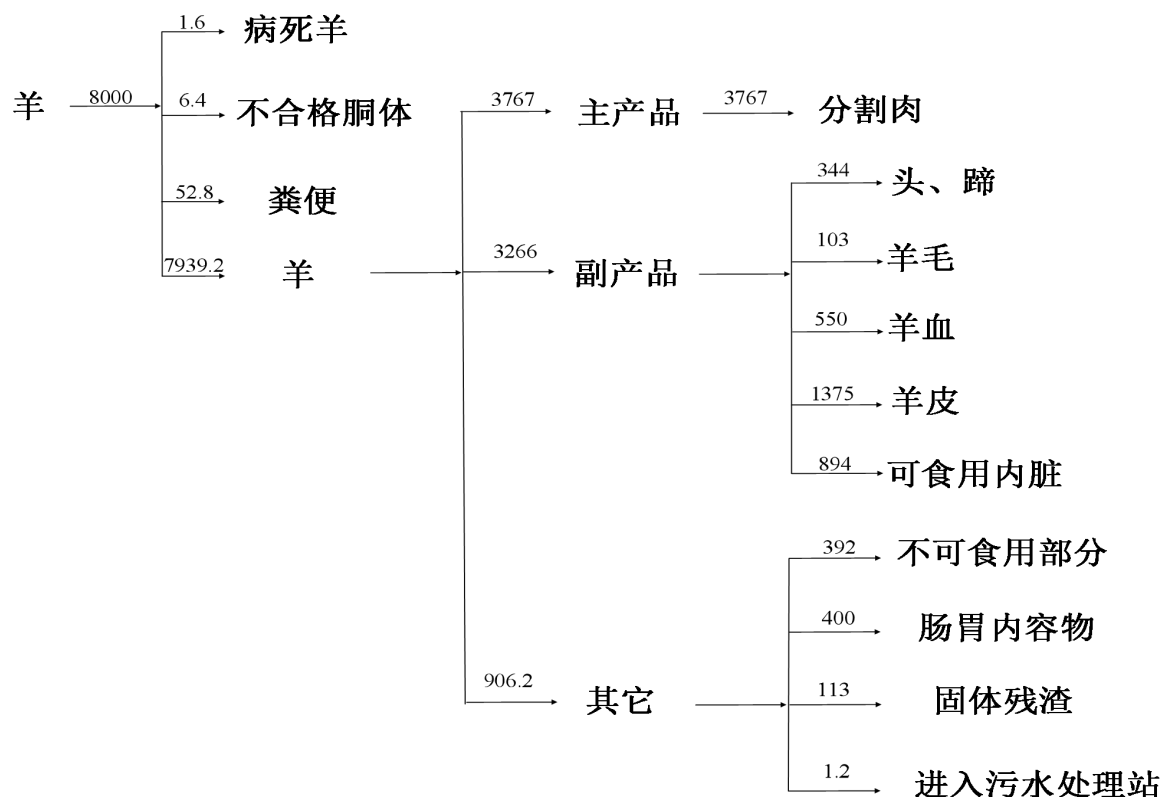 1.6
病死羊
羊
8000
6.4
不合格胴体
3767
主产品
3767
分割肉
344
头、蹄
52.8
粪便
103
羊毛
7939.2
羊
3266
副产品
550
羊血
1375
羊皮
894
可食用内脏
392
不可食用部分
400
肠胃内容物
906.2
其它
113
固体残渣
1.2
进入污水处理站